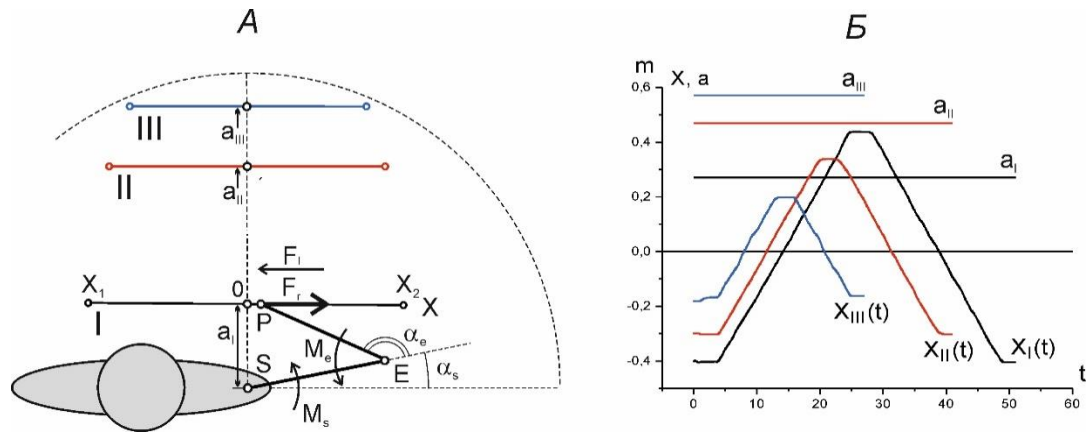 А
III
a_III
II
a_II
F_l
X_1
0
F_r
X_2
X
I
P
a_I
S
M_e
α_e
E
α_s
M_s
Б
m
X, a
0,6
a_III
a_II
0,4
a_I
0,2
0,0
-0,2
X_III(t)
-0,4
X_II(t)
X_I(t)
t
0 10 20 30 40 50 60